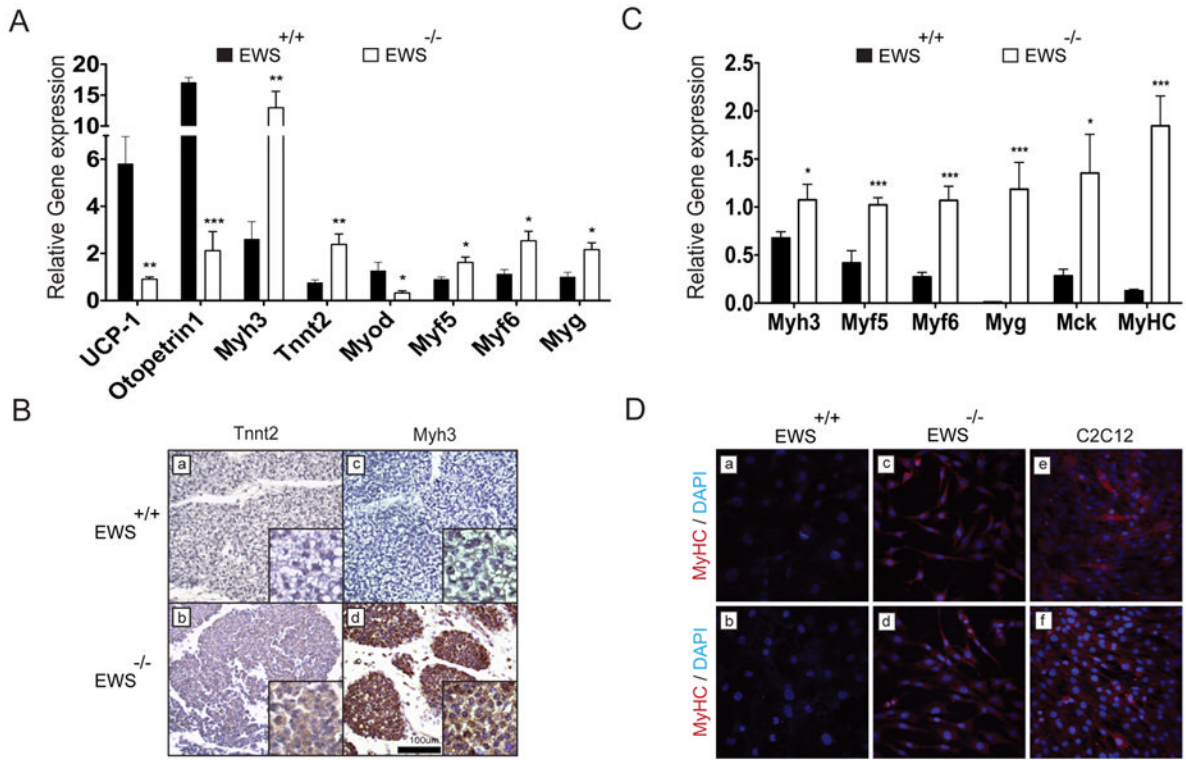 A
EWS +/+ EWS -/-
Relative Gene expression
20
15
10
6
4
2
0
** *** ** ** * * * *
UCP-1 Otopetrin1 Myh3 Tnnt2 Myod Myf5 Myf6 Myg
C
EWS +/+ EWS -/-
Relative Gene expression
2.5
2.0
1.5
1.0
0.5
0.0
* *** *** *** * ***
Myh3 Myf5 Myf6 Myg Mck MyHC
B
Tnnt2 Myh3
EWS +/+
a c
EWS -/-
b d
100um
D
EWS +/+ EWS -/- C2C12
MyHC / DAPI
a c e
MyHC / DAPI
b d f